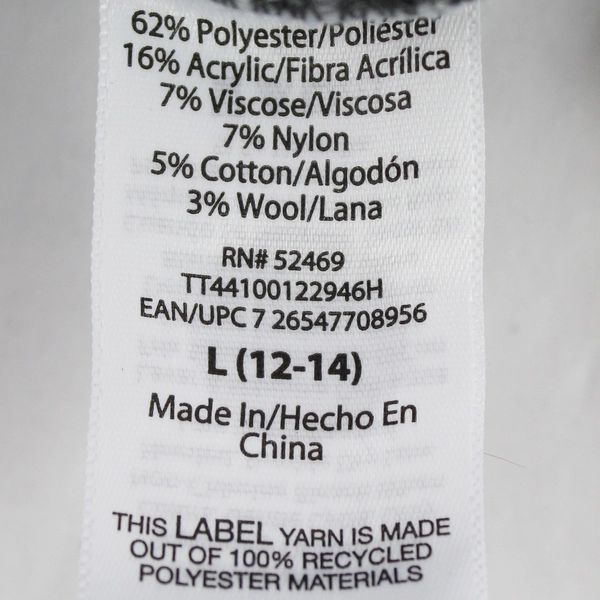 62% Polyester/Poliéster
16% Acrylic/Fibra Acrílica
7% Viscose/Viscosa
7% Nylon
5% Cotton/Algodón
3% Wool/Lana
RN# 52469
TT44100122946H
EAN/UPC 7 26547708956
L (12-14)
Made In/Hecho En
China
THIS LABEL YARN IS MADE
OUT OF 100% RECYCLED
POLYESTER MATERIALS